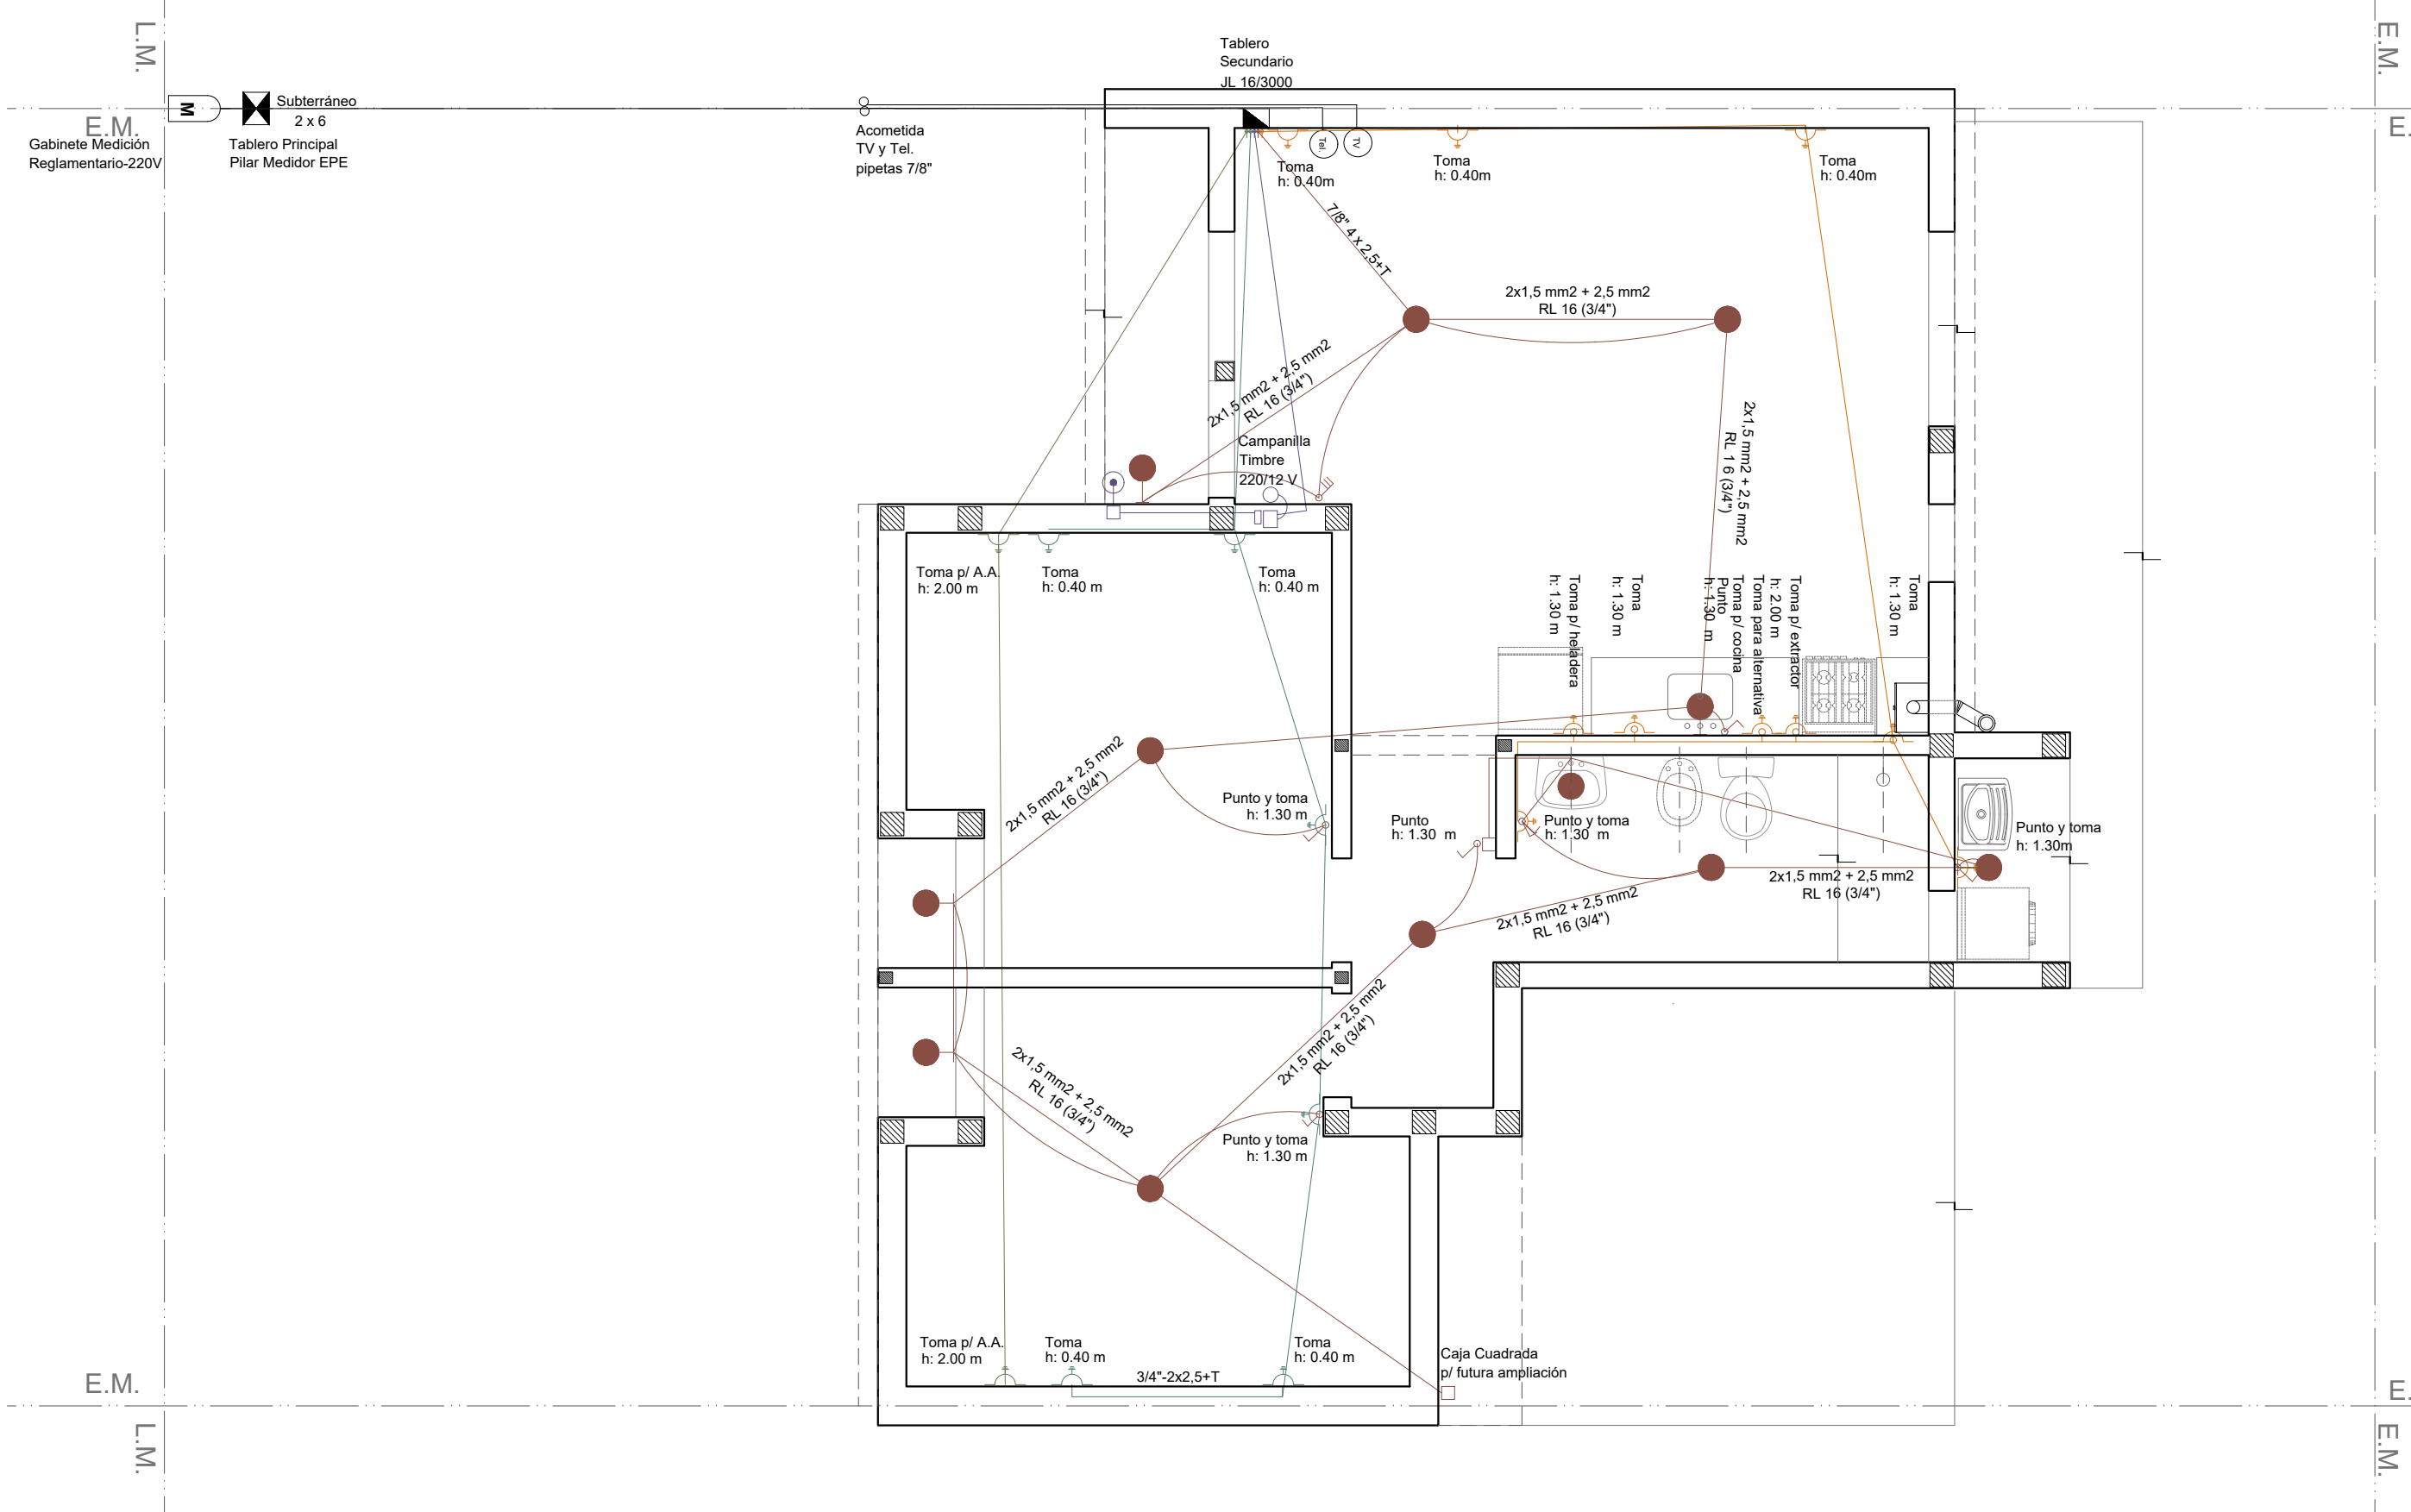 L.M.
E.M.
Tablero
Secundario
JL 16/3000
M
Subterráneo
2 x 6
E.M.
Gabinete Medición
Reglamentario-220V
Tablero Principal
Pilar Medidor EPE
Acometida
TV y Tel.
pipetas 7/8"
Tel.
TV
E.
Toma
h: 0.40m
Toma
h: 0.40m
Toma
h: 0.40m
7/8" 4 x 2,5+T
2x1,5 mm2 + 2,5 mm2
RL 16 (3/4")
2x1,5 mm2 + 2,5 mm2
RL 16 (3/4")
2x1,5 mm2 + 2,5 mm2
RL 1 6 (3/4")
Campanilla
Timbre
220/12 V
Toma p/ A.A.
h: 2.00 m
Toma
h: 0.40 m
Toma
h: 0.40 m
Toma p/ heladera
h: 1.30 m
Toma
h: 1.30 m
Punto
h: 1.30 m
Toma p/ cocina
Toma para alternativa
Toma p/ extractor
h: 2.00 m
Toma
h: 1.30 m
2x1,5 mm2 + 2,5 mm2
RL 16 (3/4")
Punto y toma
h: 1.30 m
Punto
h: 1.30 m
Punto y toma
h: 1.30 m
Punto y toma
h: 1.30m
2x1,5 mm2 + 2,5 mm2
RL 16 (3/4")
2x1,5 mm2 + 2,5 mm2
RL 16 (3/4")
2x1,5 mm2 + 2,5 mm2
RL 16 (3/4")
2x1,5 mm2 + 2,5 mm2
RL 16 (3/4")
Punto y toma
h: 1.30 m
Toma p/ A.A.
h: 2.00 m
Toma
h: 0.40 m
3/4"-2x2,5+T
Toma
h: 0.40 m
Caja Cuadrada
p/ futura ampliación
E.M.
E.
L.M.
E.M.